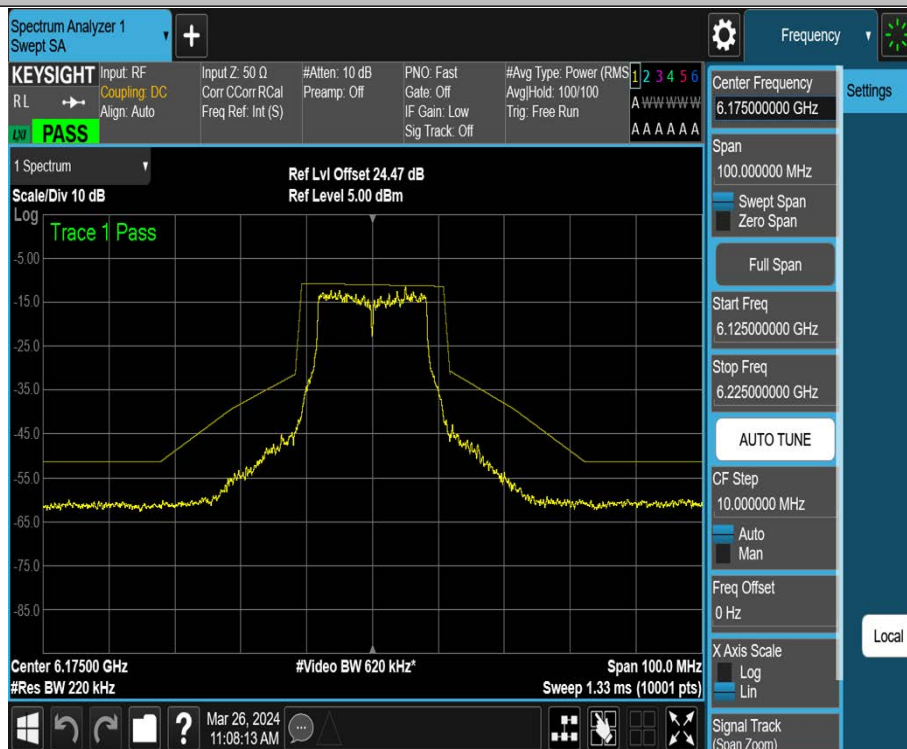 Spectrum Analyzer 1
Swept SA
Frequency
KEYSIGHT
RL
LXI PASS
Input: RF
Coupling: DC
Align: Auto
Input Z: 50 Ω
Corr CCorr RCal
Freq Ref: Int (S)
#Atten: 10 dB
Preamp: Off
PNO: Fast
Gate: Off
IF Gain: Low
Sig Track: Off
#Avg Type: Power (RMS
Avg|Hold: 100/100
Trig: Free Run
1 2 3 4 5 6
A W W W W W
A A A A A A
1 Spectrum
Scale/Div 10 dB
Ref Lvl Offset 24.47 dB
Ref Level 5.00 dBm
Log
Trace 1 Pass
-5.00
-15.0
-25.0
-35.0
-45.0
-55.0
-65.0
-75.0
-85.0
Center 6.17500 GHz
#Res BW 220 kHz
#Video BW 620 kHz*
Span 100.0 MHz
Sweep 1.33 ms (10001 pts)
Mar 26, 2024
11:08:13 AM
Center Frequency
6.175000000 GHz
Span
100.000000 MHz
Swept Span
Zero Span
Full Span
Start Freq
6.125000000 GHz
Stop Freq
6.225000000 GHz
AUTO TUNE
CF Step
10.000000 MHz
Auto
Man
Freq Offset
0 Hz
X Axis Scale
Log
Lin
Signal Track
(Span Zoom)
Settings
Local